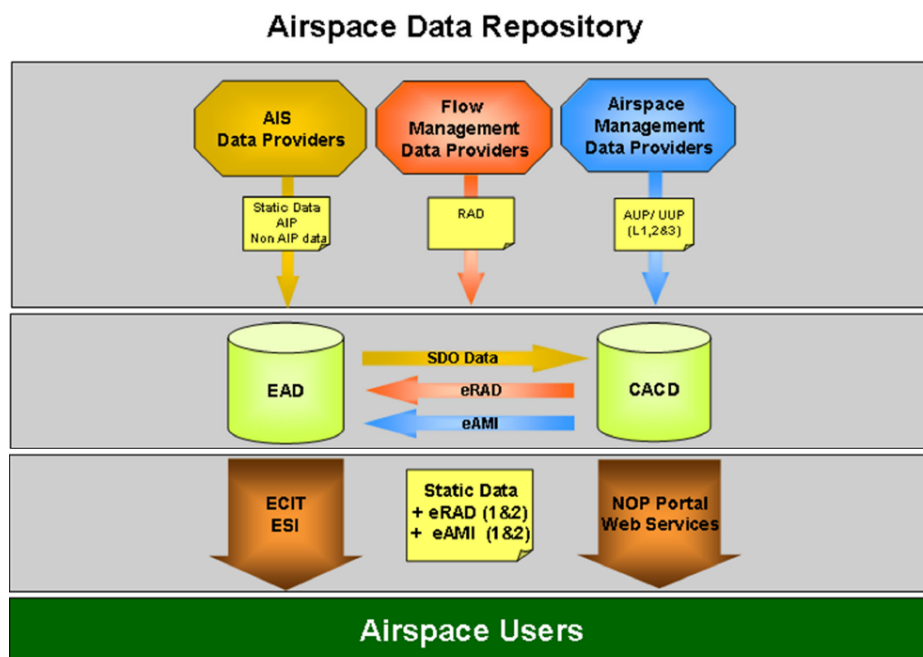 Airspace Data Repository
AIS
Data Providers
Flow
Management
Data Providers
Airspace
Management
Data Providers
Static Data
AIP
Non AIP data
RAD
AUP/ UUP
(L1,2&3)
EAD
SDO Data
eRAD
eAMI
CACD
ECIT
ESI
Static Data
+ eRAD (1&2)
+ eAMI (1&2)
NOP Portal
Web Services
Airspace Users